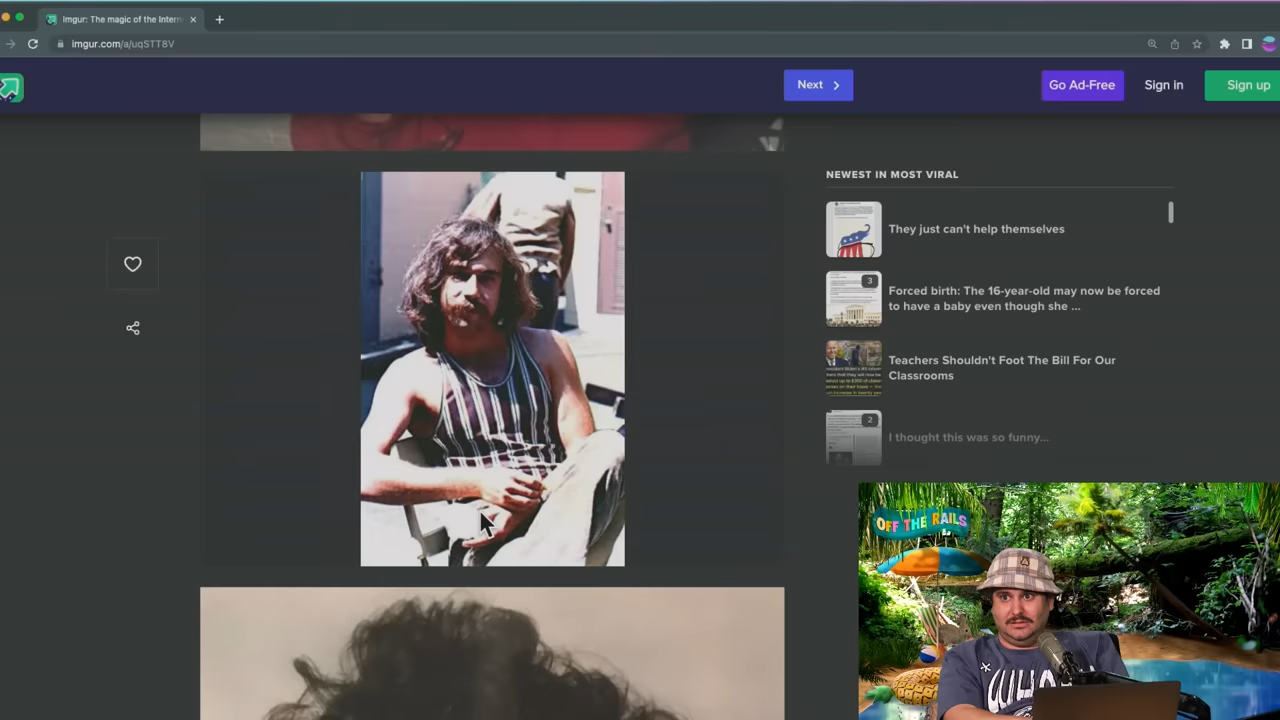 Imgur: The magic of the Intern
imgur.com/a/uqSTT8V
Next
Go Ad-Free
Sign in
Sign up
NEWEST IN MOST VIRAL
They just can't help themselves
3
Forced birth: The 16-year-old may now be forced
to have a baby even though she ...
Teachers Shouldn't Foot The Bill For Our
Classrooms
2
I thought this was so funny...
OFF THE RAILS